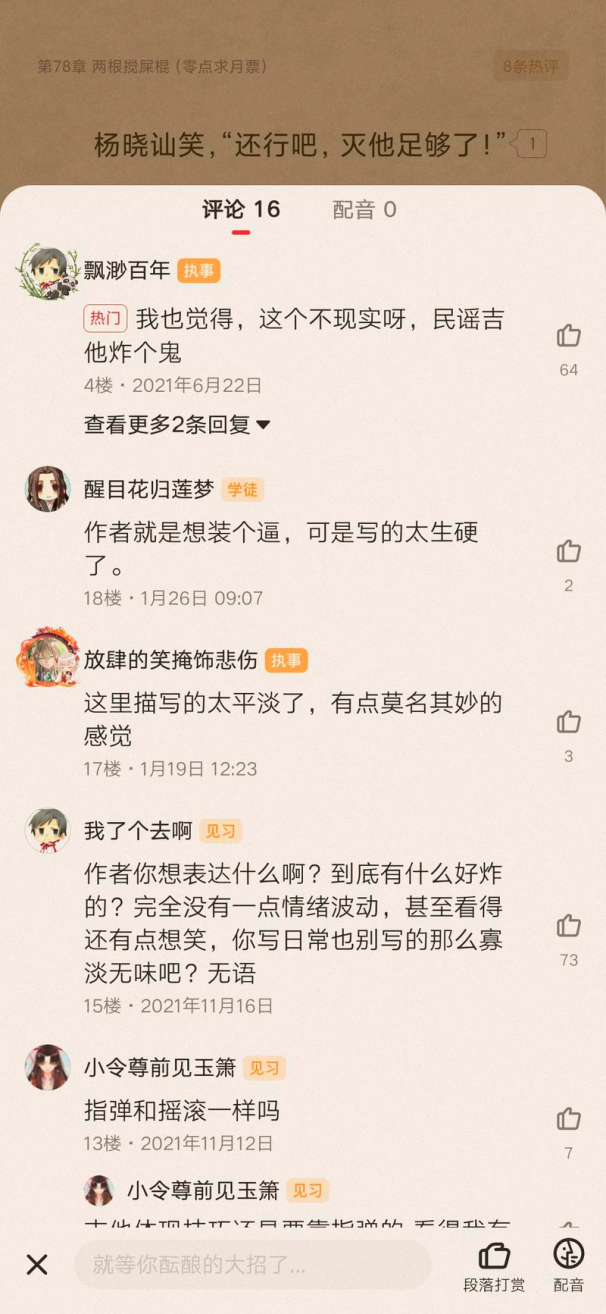 第78章 两根搅屎棍（零点求月票）
8条热评
杨晓讪笑，“还行吧，灭他足够了！”
1
评论 16
配音 0
飘渺百年 执事
热门 我也觉得，这个不现实呀，民谣吉
他炸个鬼
64
4楼・2021年6月22日
查看更多2条回复
醒目花归莲梦 学徒
作者就是想装个逼，可是写的太生硬
了。
2
18楼・1月26日 09:07
放肆的笑掩饰悲伤 执事
这里描写的太平淡了，有点莫名其妙的
感觉
3
17楼・1月19日 12:23
我了个去啊 见习
作者你想表达什么啊？到底有什么好炸
的？完全没有一点情绪波动，甚至看得
还有点想笑，你写日常也别写的那么寡
淡无味吧？无语
73
15楼・2021年11月16日
小令尊前见玉箫 见习
指弹和摇滚一样吗
13楼・2021年11月12日
7
小令尊前见玉箫 见习
就等你酝酿的大招了...
段落打赏
配音